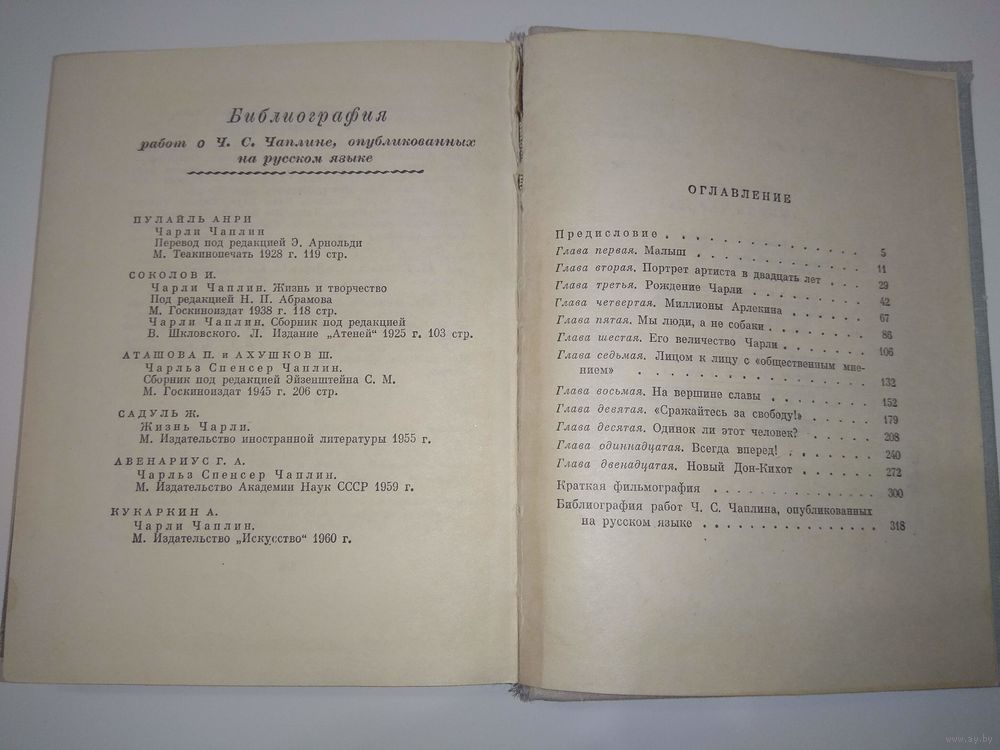 Библиография
работ о Ч. С. Чаплине, опубликованных
на русском языке
ПУЛАЙЛЬ АНРИ
Чарли Чаплин
Перевод под редакцией Э. Арнольди
М. Теакинопечать 1928 г. 119 стр.
СОКОЛОВ И.
Чарли Чаплин. Жизнь и творчество
Под редакцией Н. П. Абрамова
М. Госкиноиздат 1938 г. 118 стр.
Чарли Чаплин. Сборник под редакцией
В. Шкловского. Л. Издание „Атеней" 1925 г. 103 стр.
АТАШОВА П. и АХУШКОВ Ш.
Чарльз Спенсер Чаплин.
Сборник под редакцией Эйзенштейна С. М.
М. Госкиноиздат 1945 г. 206 стр.
САДУЛЬ Ж.
Жизнь Чарли.
М. Издательство иностранной литературы 1955 г.
АВЕНАРИУС Г. А.
Чарльз Спенсер Чаплин.
М. Издательство Академии Наук СССР 1959 г.
КУКАРКИН А.
Чарли Чаплин.
М. Издательство „Искусство" 1960 г.
ОГЛАВЛЕНИЕ
Предисловие . . . . . . . . . . . 5
Глава первая. Малыш . . . . . . . . . . 11
Глава вторая. Портрет артиста в двадцать лет . . . 29
Глава третья. Рождение Чарли . . . . . . . 42
Глава четвертая. Миллионы Арлекина . . . . . 67
Глава пятая. Мы люди, а не собаки . . . . . . 86
Глава шестая. Его величество Чарли . . . . . . 106
Глава седьмая. Лицом к лицу с «общественным мне-
нием» . . . . . . . . . . . 132
Глава восьмая. На вершине славы . . . . . . 152
Глава девятая. «Сражайтесь за свободу!» . . . . . 179
Глава десятая. Одинок ли этот человек? . . . . . 208
Глава одиннадцатая. Всегда вперед! . . . . . . 240
Глава двенадцатая. Новый Дон-Кихот . . . . . 272
Краткая фильмография . . . . . . . . . 300
Библиография работ Ч. С. Чаплина, опубликованных
на русском языке . . . . . . . . . . 318
www.ay.by